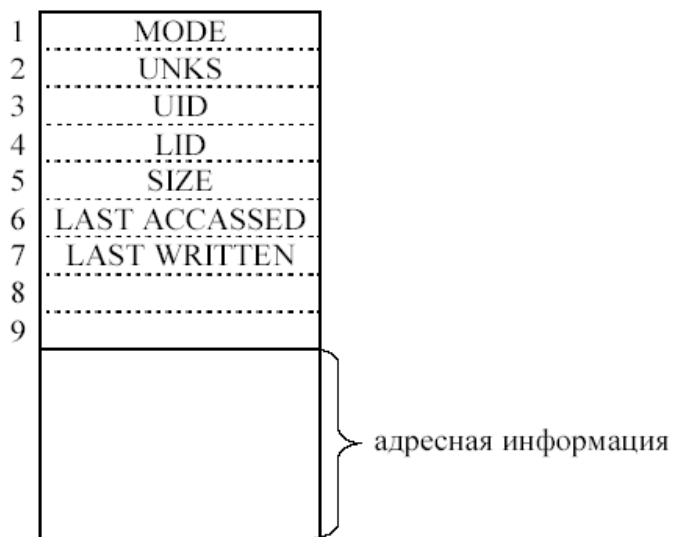 1 MODE
2 UNKS
3 UID
4 LID
5 SIZE
6 LAST ACCASSED
7 LAST WRITTEN
8
9
адресная информация